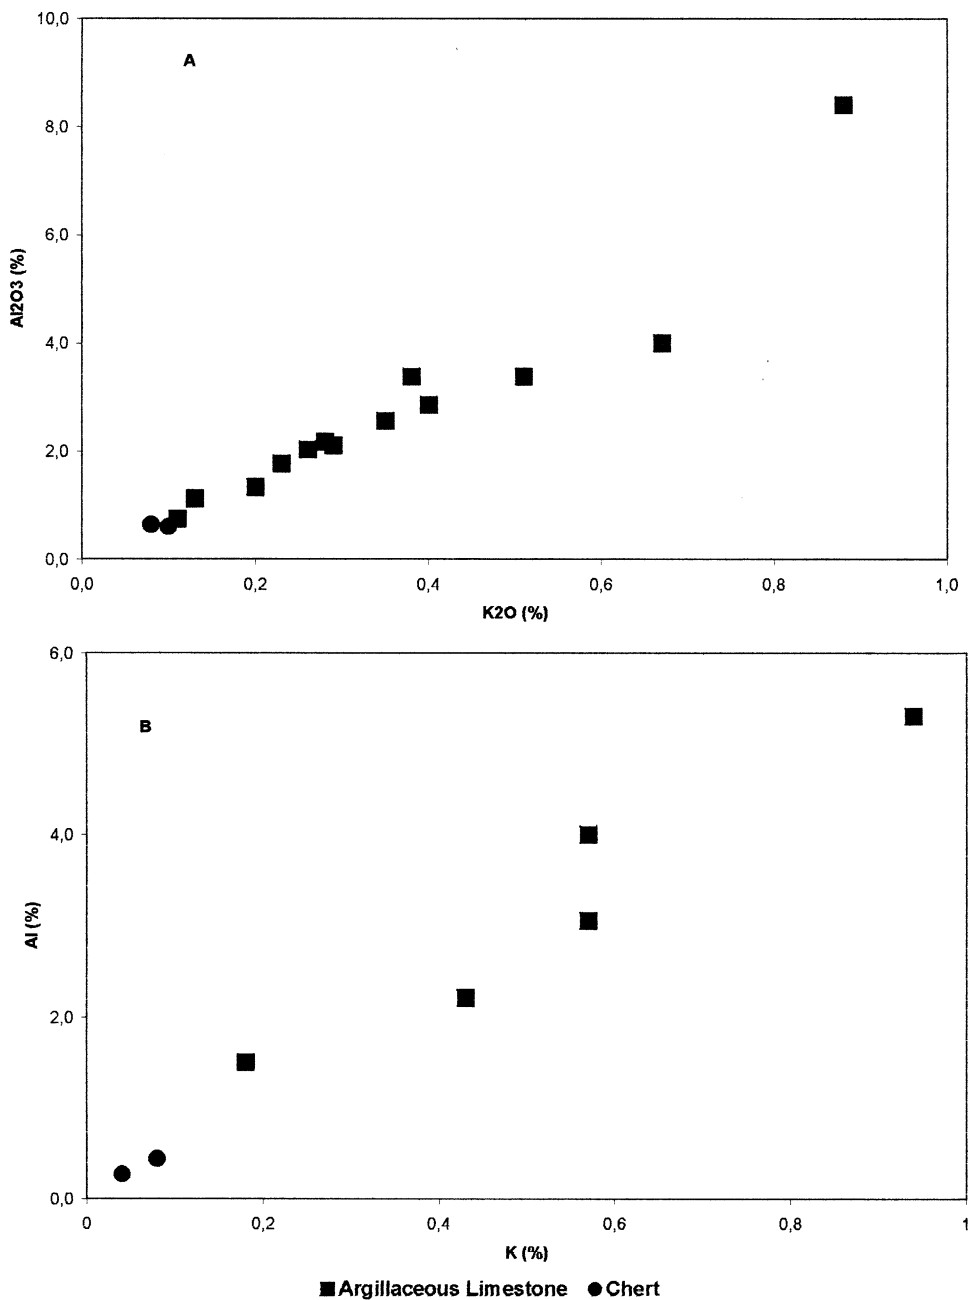 10,0
A
8,0
6,0
Al2O3 (%)
4,0
2,0
0,0
0,0 0,2 0,4 0,6 0,8 1,0
K2O (%)
6,0
B
4,0
Al (%)
2,0
0,0
0 0,2 0,4 0,6 0,8 1
K (%)
Argillaceous Limestone Chert